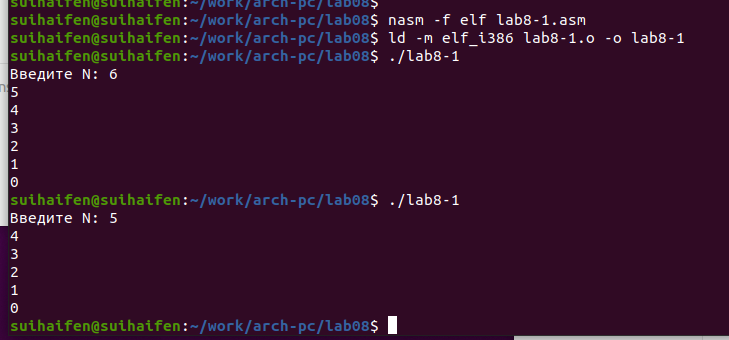 suihaifen@suihaifen:~/work/arch-pc/lab08$
suihaifen@suihaifen:~/work/arch-pc/lab08$ nasm -f elf lab8-1.asm
suihaifen@suihaifen:~/work/arch-pc/lab08$ ld -m elf_i386 lab8-1.o -o lab8-1
suihaifen@suihaifen:~/work/arch-pc/lab08$ ./lab8-1
Введите N: 6
5
4
3
2
1
0
suihaifen@suihaifen:~/work/arch-pc/lab08$ ./lab8-1
Введите N: 5
4
3
2
1
0
suihaifen@suihaifen:~/work/arch-pc/lab08$